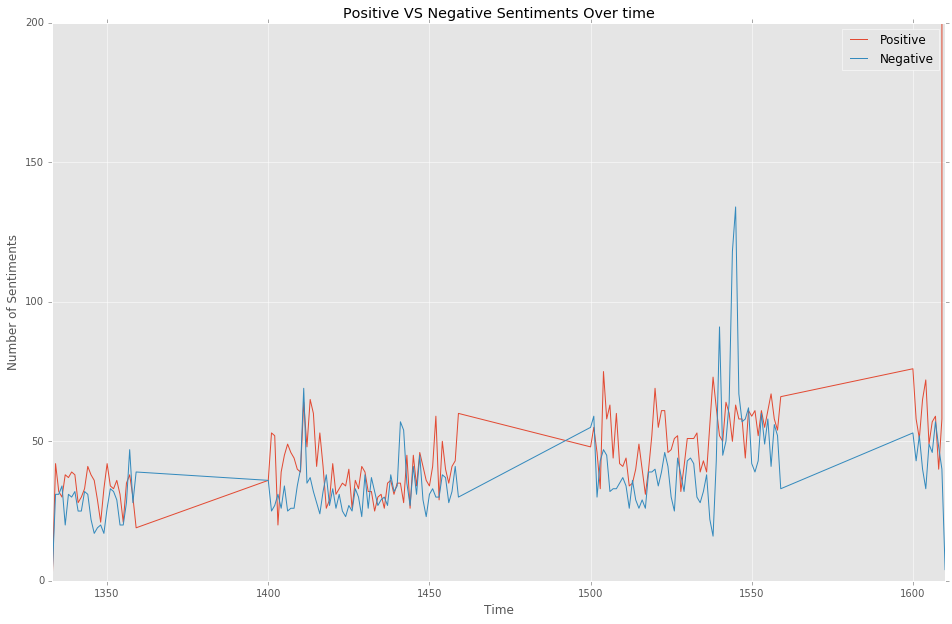 Positive VS Negative Sentiments Over time
200
150
100
50
0
Number of Sentiments
Positive
Negative
1350
1400
1450
1500
1550
1600
Time